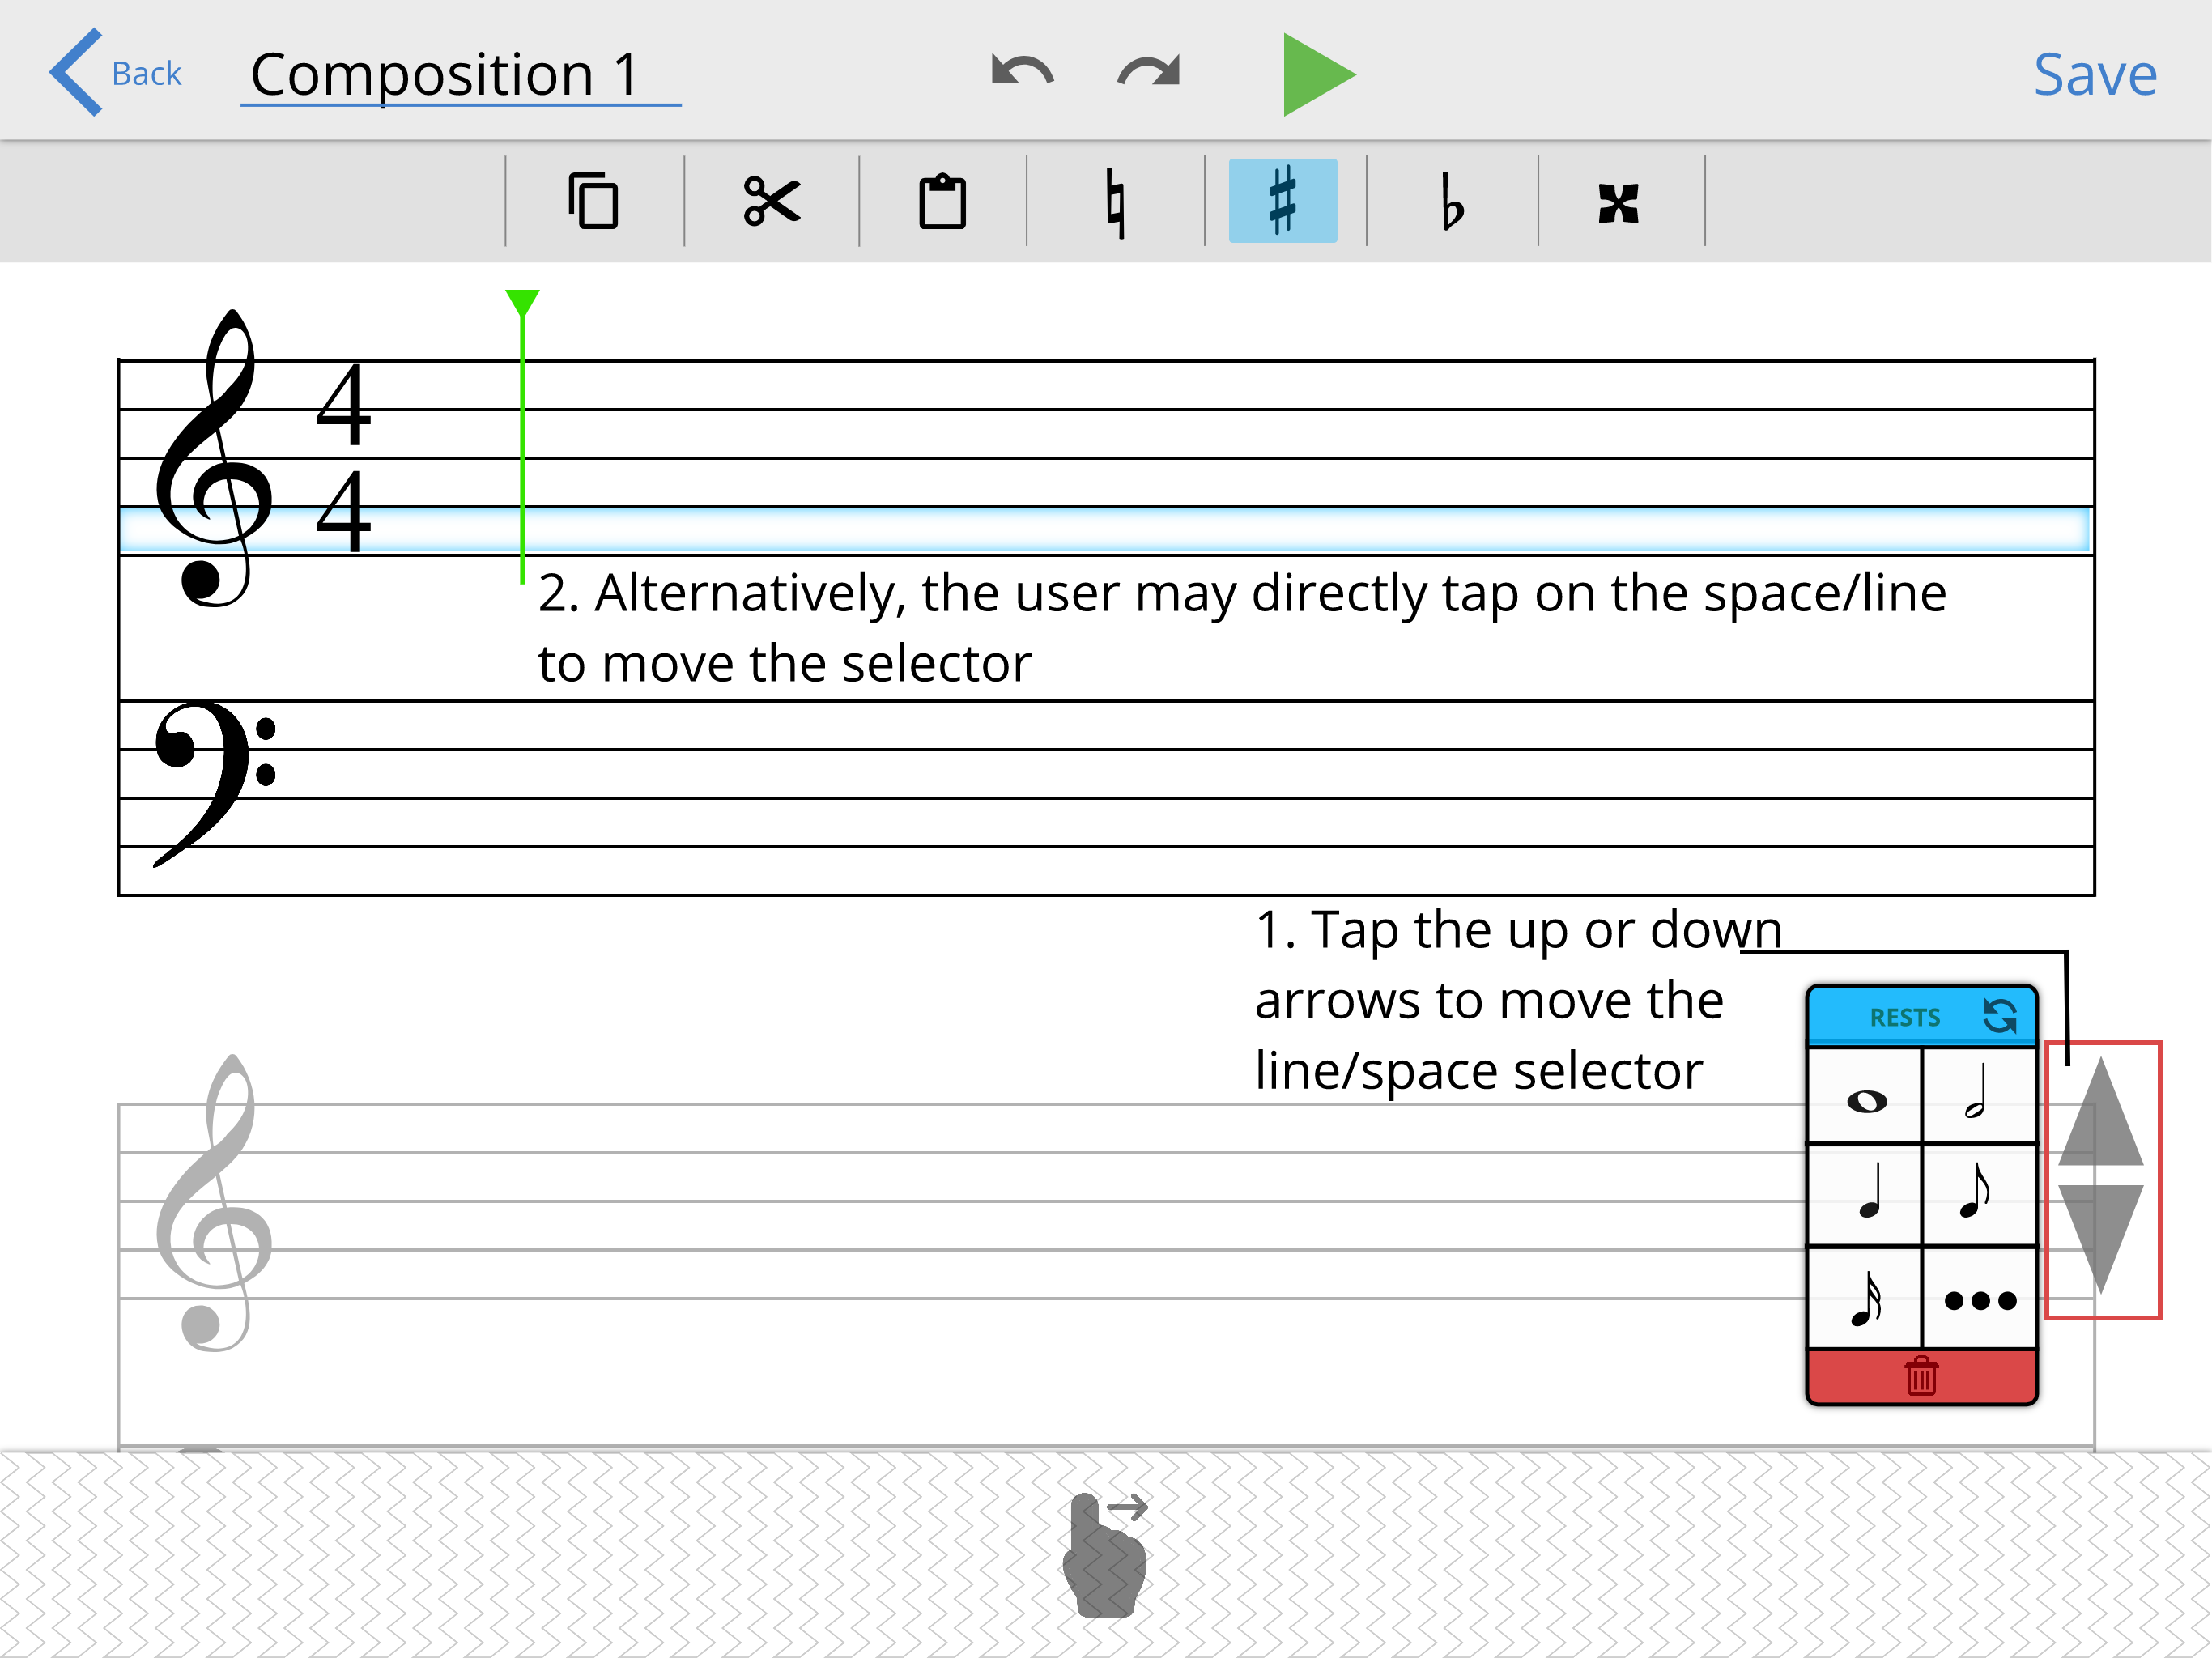 Back
Composition 1
Save
4
4
2. Alternatively, the user may directly tap on the space/line
to move the selector
1. Tap the up or down
arrows to move the
line/space selector
RESTS